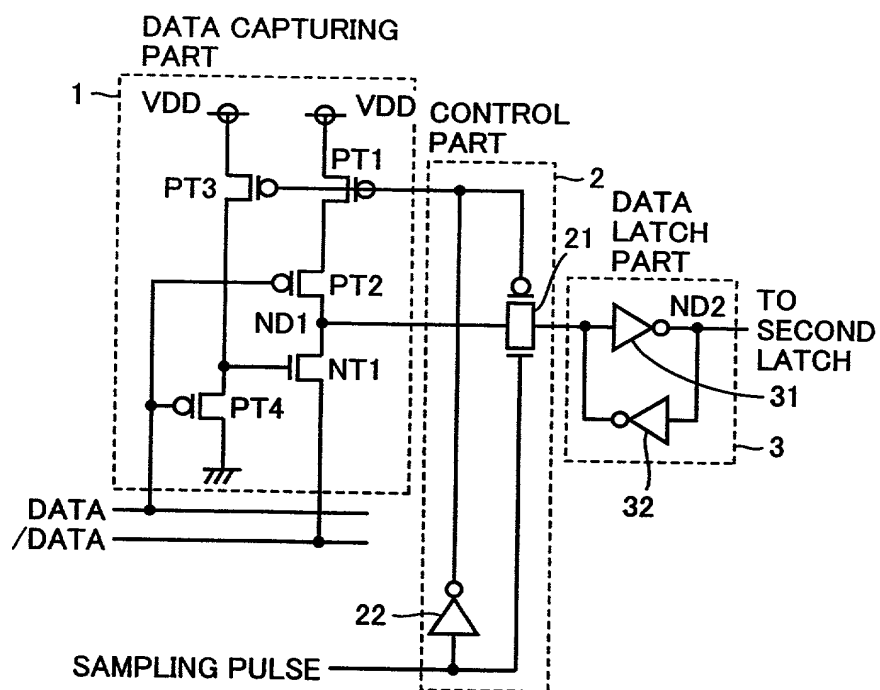 DATA CAPTURING
PART
1
VDD
VDD
CONTROL
PART
PT1
PT3
2
DATA
LATCH
PART
21
PT2
ND1
ND2
TO
SECOND
LATCH
NT1
PT4
31
3
32
DATA
/DATA
22
SAMPLING PULSE